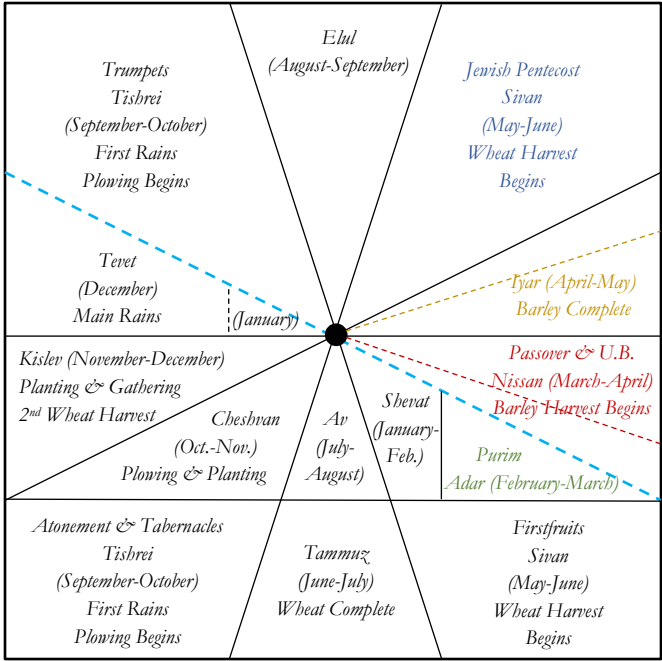 Elul
(August-September)
Trumpets
Tishrei
(September-October)
First Rains
Plowing Begins
Jewish Pentecost
Sivan
(May-June)
Wheat Harvest
Begins
Tevet
(December)
Main Rains
(January)
Iyar (April-May)
Barley Complete
Kislev (November-December)
Planting & Gathering
2nd Wheat Harvest
Cheshvan
(Oct.-Nov.)
Plowing & Planting
Av
(July-
August)
Shevat
(January-
Feb.)
Passover & U.B.
Nissan (March-April)
Barley Harvest Begins
Purim
Adar (February-March)
Atonement & Tabernacles
Tishrei
(September-October)
First Rains
Plowing Begins
Tammuz
(June-July)
Wheat Complete
Firstfruits
Sivan
(May-June)
Wheat Harvest
Begins